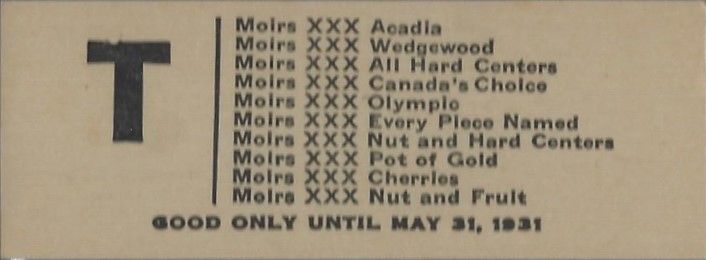 T
Moirs XXX Acadia
Moirs XXX Wedgewood
Moirs XXX All Hard Centers
Moirs XXX Canada's Choice
Moirs XXX Olympic
Moirs XXX Every Piece Named
Moirs XXX Nut and Hard Centers
Moirs XXX Pot of Gold
Moirs XXX Cherries
Moirs XXX Nut and Fruit
GOOD ONLY UNTIL MAY 31, 1931